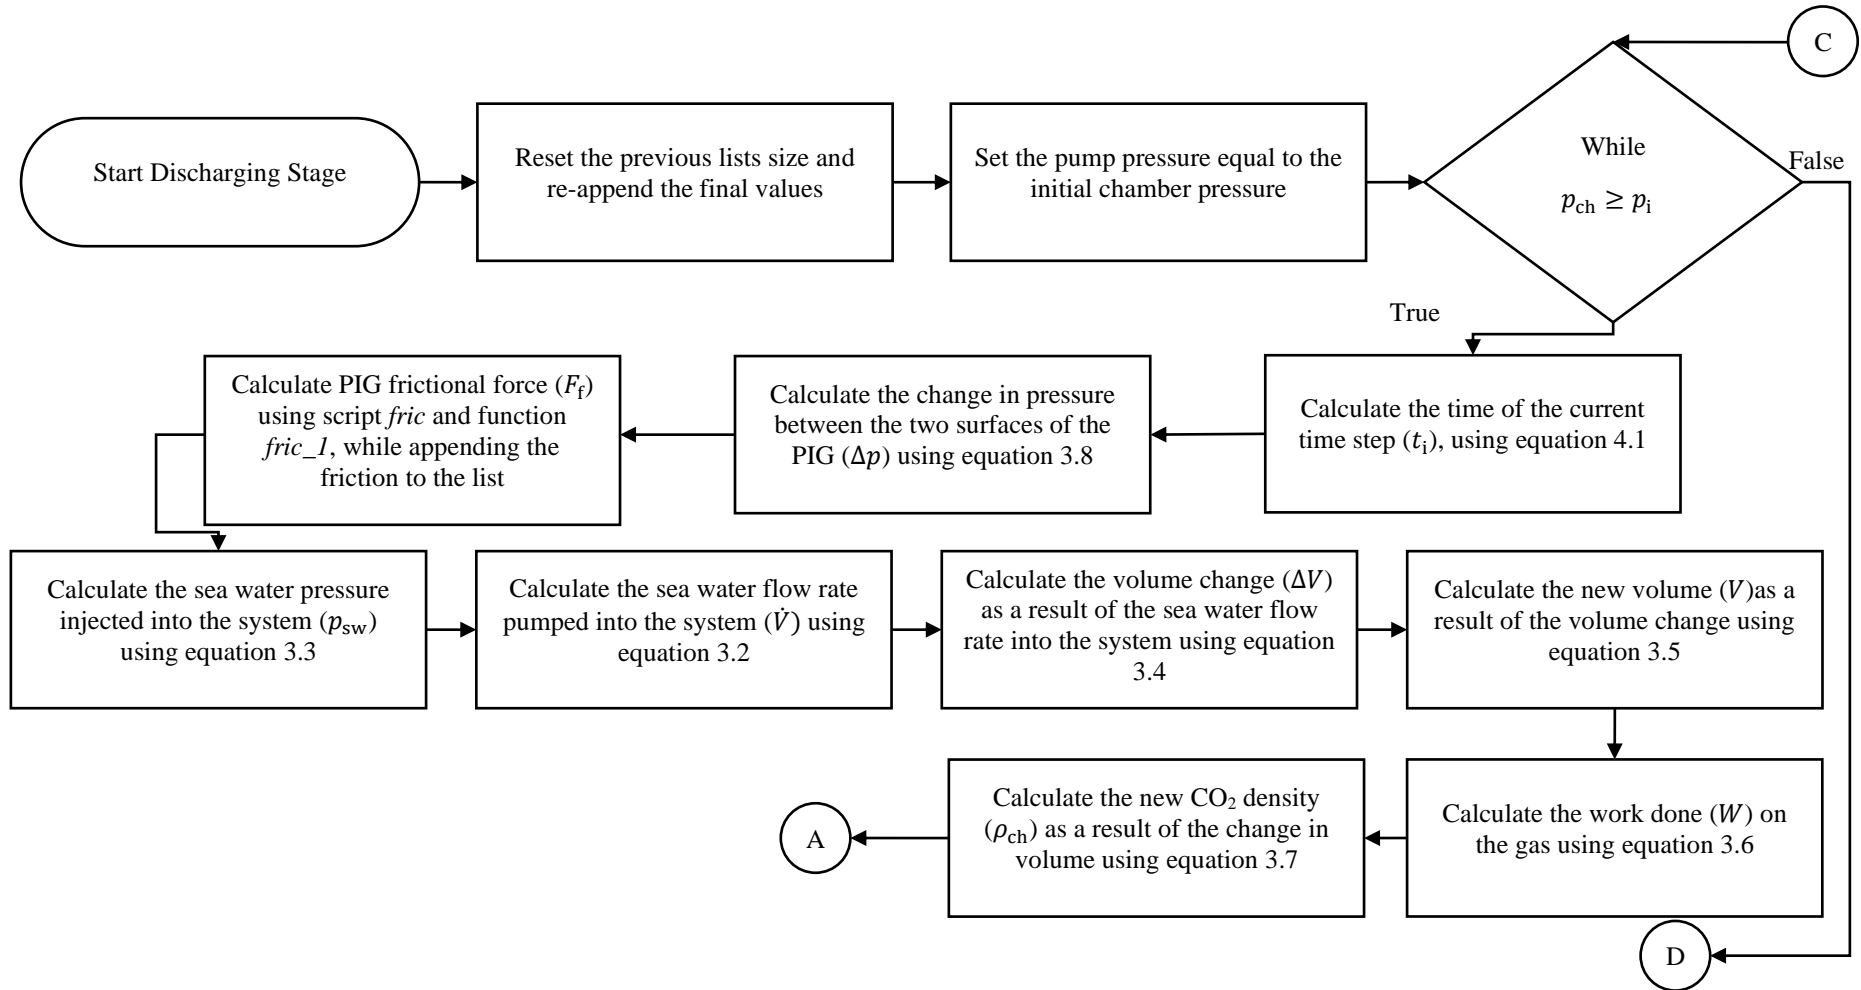 C
Start Discharging Stage
Reset the previous lists size and
re-append the final values
Set the pump pressure equal to the
initial chamber pressure
While
p_ch ≥ p_i
False
True
Calculate the time of the current
time step (t_i), using equation 4.1
Calculate the change in pressure
between the two surfaces of the
PIG (Δp) using equation 3.8
Calculate PIG frictional force (F_f)
using script fric and function
fric_1, while appending the
friction to the list
Calculate the sea water pressure
injected into the system (p_sw)
using equation 3.3
Calculate the sea water flow rate
pumped into the system (V̇) using
equation 3.2
Calculate the volume change (ΔV)
as a result of the sea water flow
rate into the system using equation
3.4
Calculate the new volume (V)as a
result of the volume change using
equation 3.5
Calculate the work done (W) on
the gas using equation 3.6
Calculate the new CO₂ density
(ρ_ch) as a result of the change in
volume using equation 3.7
A
D